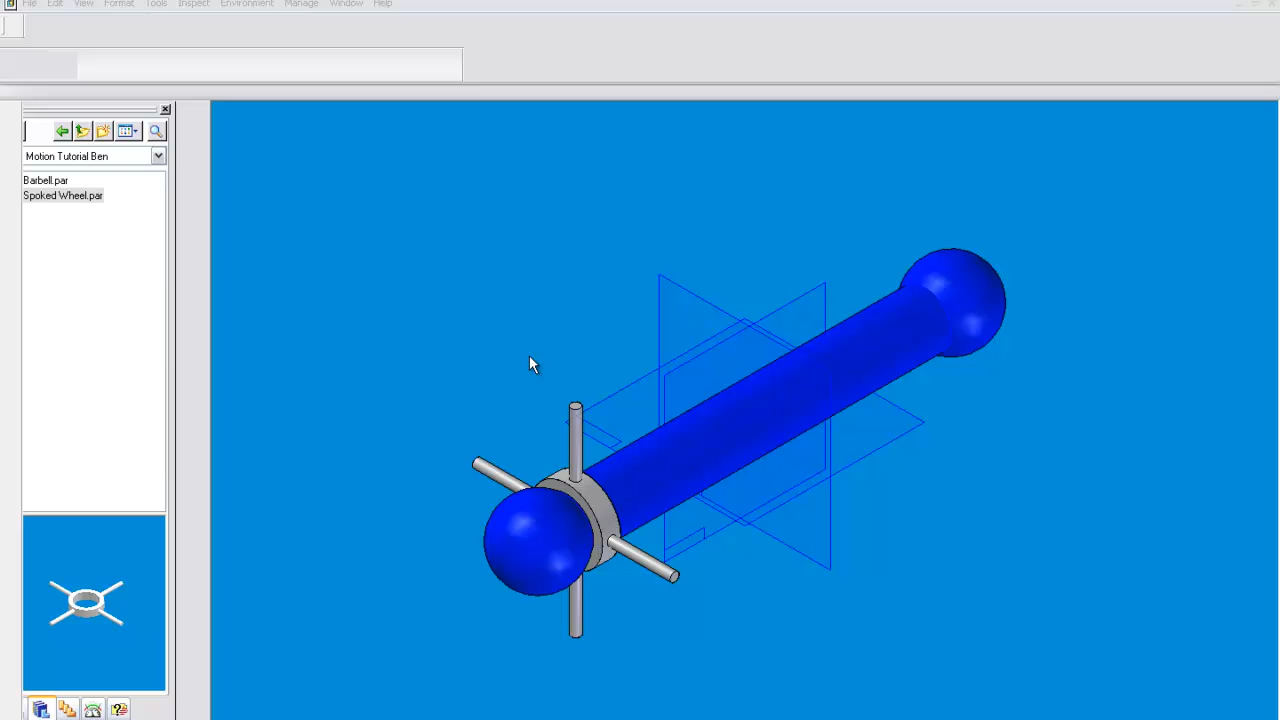 File Edit View Format Tools Inspect Environment Manage Window Help
Motion Tutorial Ben
Barbell.par
Spoked Wheel.par